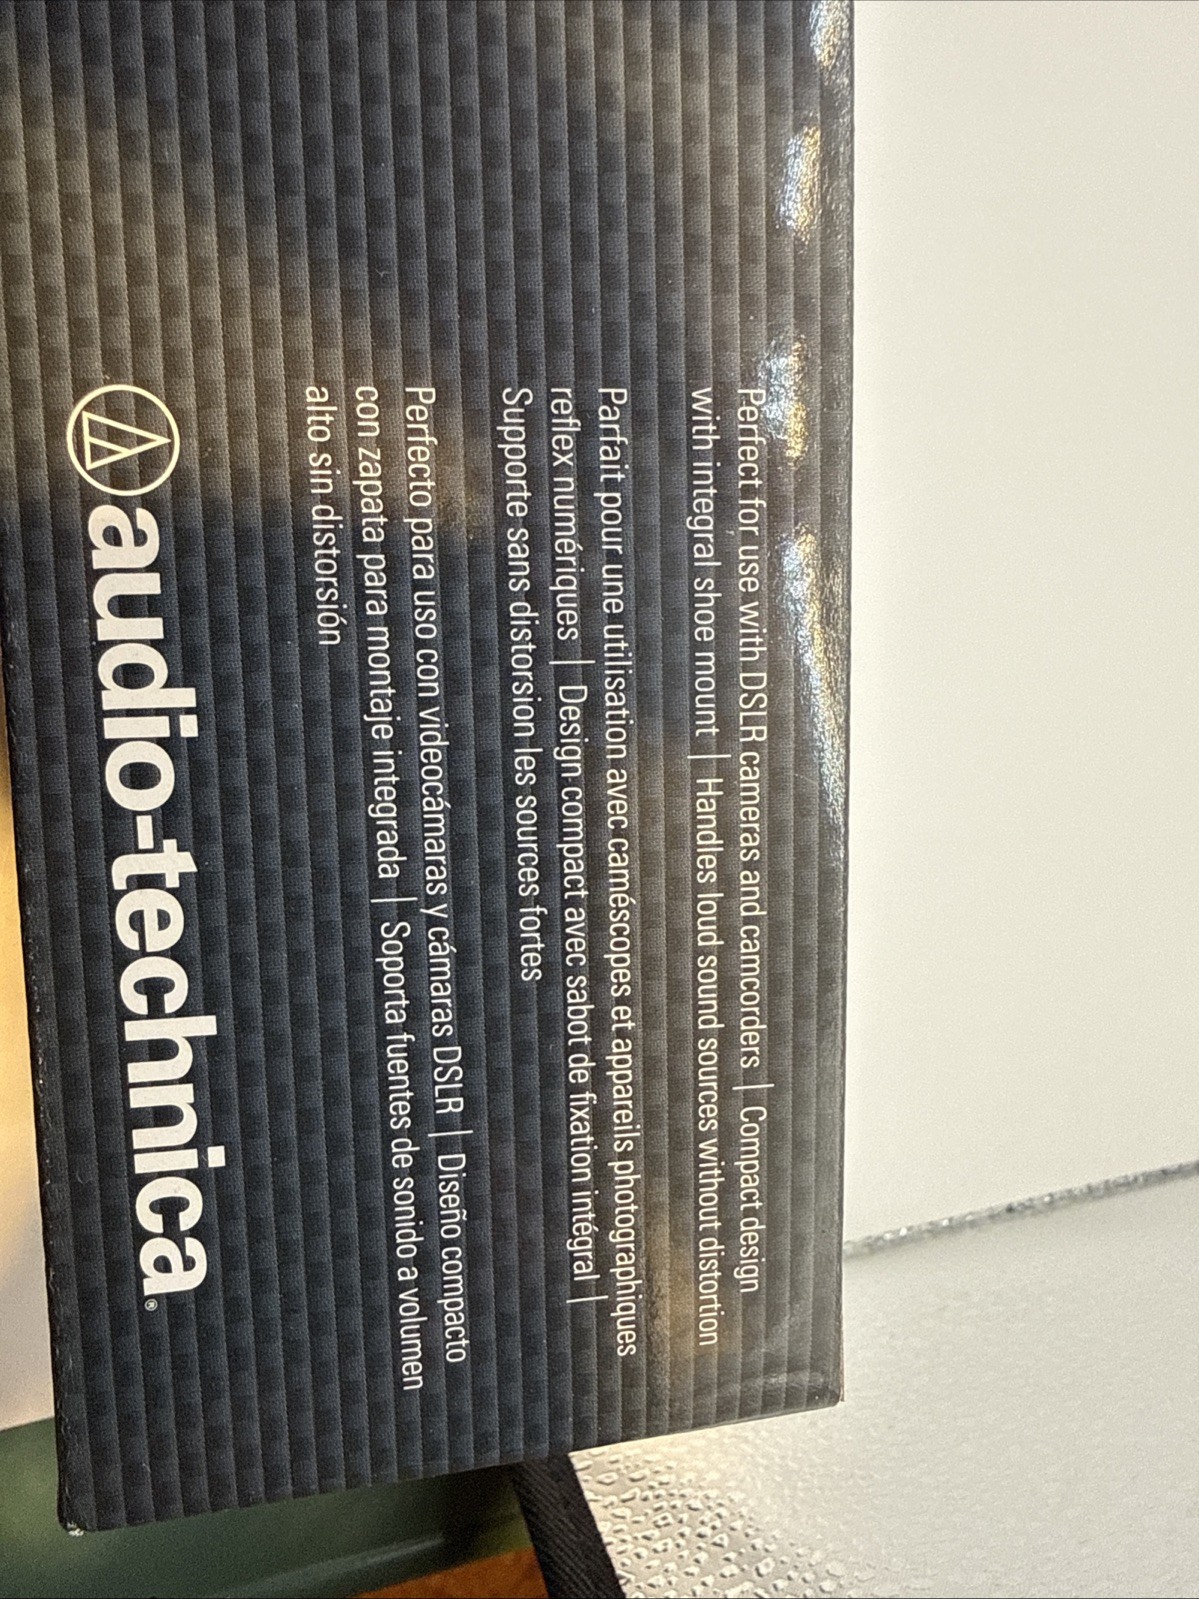 Perfect for use with DSLR cameras and camcorders | Compact design
with integral shoe mount | Handles loud sound sources without distortion
Parfait pour une utilisation avec caméscopes et appareils photographiques
reflex numériques | Design compact avec sabot de fixation intégral |
Supporte sans distorsion les sources fortes
Perfecto para uso con videocámaras y cámaras DSLR | Diseño compacto
con zapata para montaje integrada | Soporta fuentes de sonido a volumen
alto sin distorsión
audio-technica®